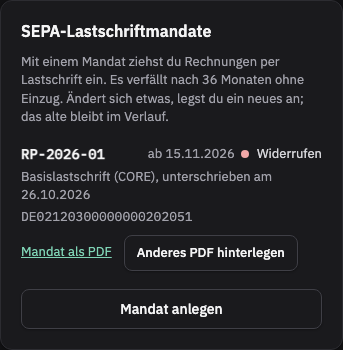 SEPA-Lastschriftmandate
Mit einem Mandat ziehst du Rechnungen per
Lastschrift ein. Es verfällt nach 36 Monaten ohne
Einzug. Ändert sich etwas, legst du ein neues an;
das alte bleibt im Verlauf.
RP-2026-01 ab 15.11.2026 Widerrufen
Basislastschrift (CORE), unterschrieben am
26.10.2026
DE02120300000000202051
Mandat als PDF Anderes PDF hinterlegen
Mandat anlegen